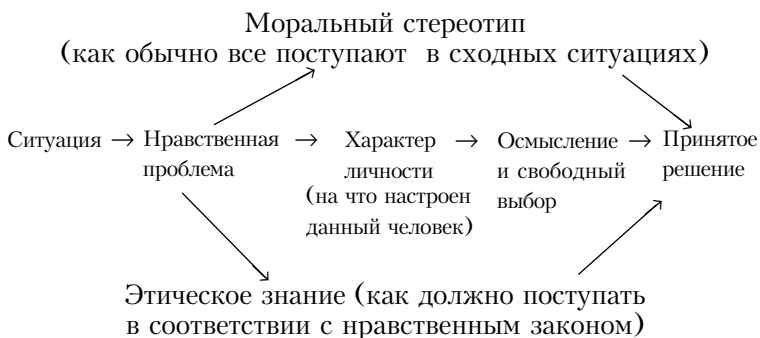 Моральный стереотип
(как обычно все поступают в сходных ситуациях)
Ситуация → Нравственная → Характер → Осмысление → Принятое
проблема личности и свободный решение
(на что настроен выбор
данный человек)
Этическое знание (как должно поступать
в соответствии с нравственным законом)